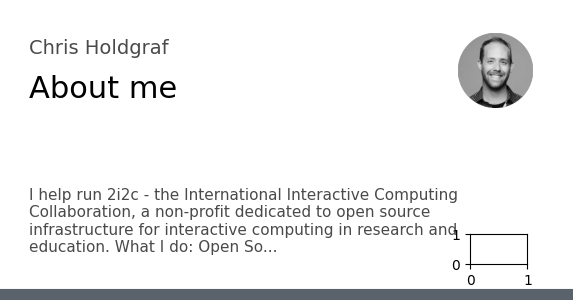 Chris Holdgraf
About me
I help run 2i2c - the International Interactive Computing
Collaboration, a non-profit dedicated to open source
infrastructure for interactive computing in research and
education. What I do: Open So...
1
0
0 1